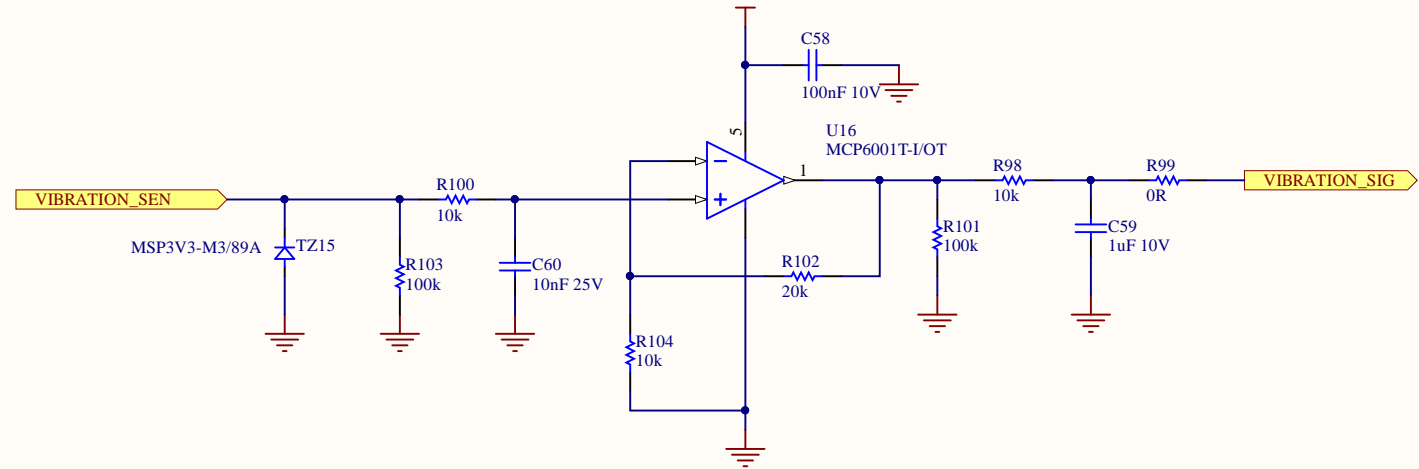 C58
100nF 10V
5
U16
MCP6001T-I/OT
1
VIBRATION_SEN
R100
10k
R98
10k
R99
0R
VIBRATION_SIG
MSP3V3-M3/89A
TZ15
R103
100k
C60
10nF 25V
R102
20k
R101
100k
C59
1uF 10V
R104
10k